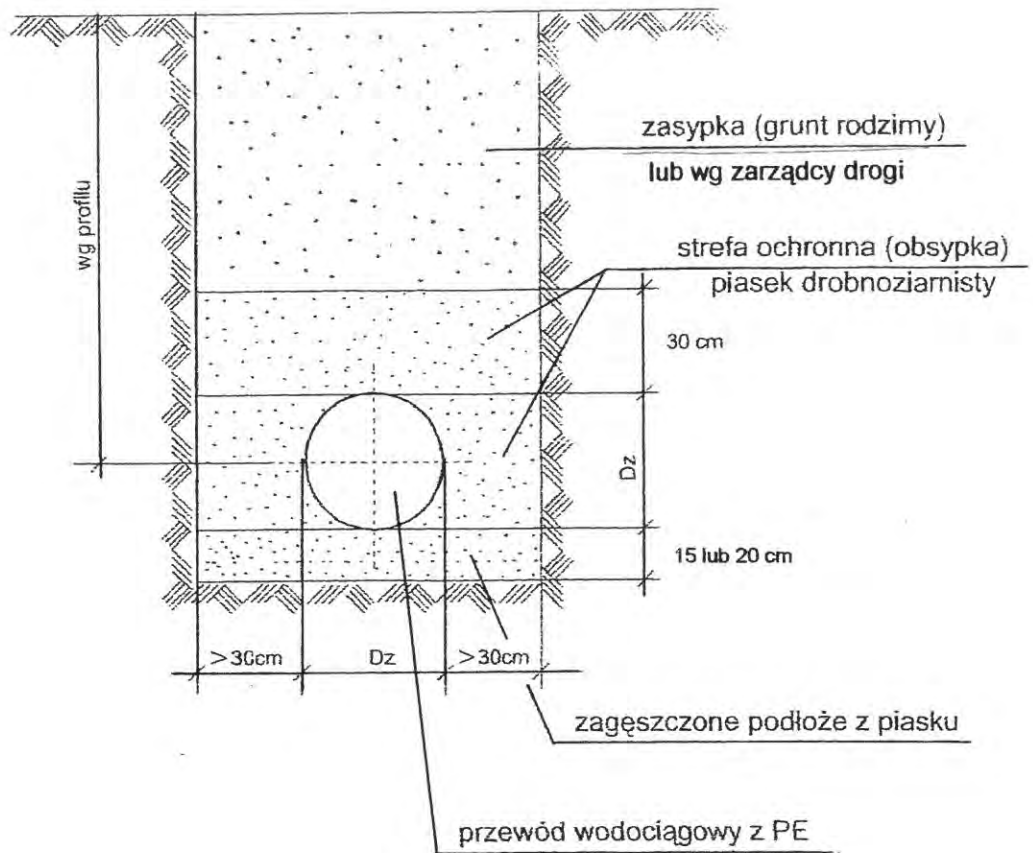 zasypka (grunt rodzimy)
lub wg zarządcy drogi
wg profilu
strefa ochronna (obsypka)
piasek drobnoziarnisty
30 cm
Dz
15 lub 20 cm
>30cm
Dz
>30cm
zagęszczone podłoże z piasku
przewód wodociągowy z PE